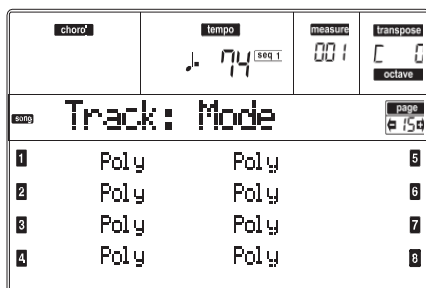 chord tempo measure transpose
♩. 74 seq 1 001 C 0
octave
song Track: Mode page
15
1 Poly Poly 5
2 Poly Poly 6
3 Poly Poly 7
4 Poly Poly 8